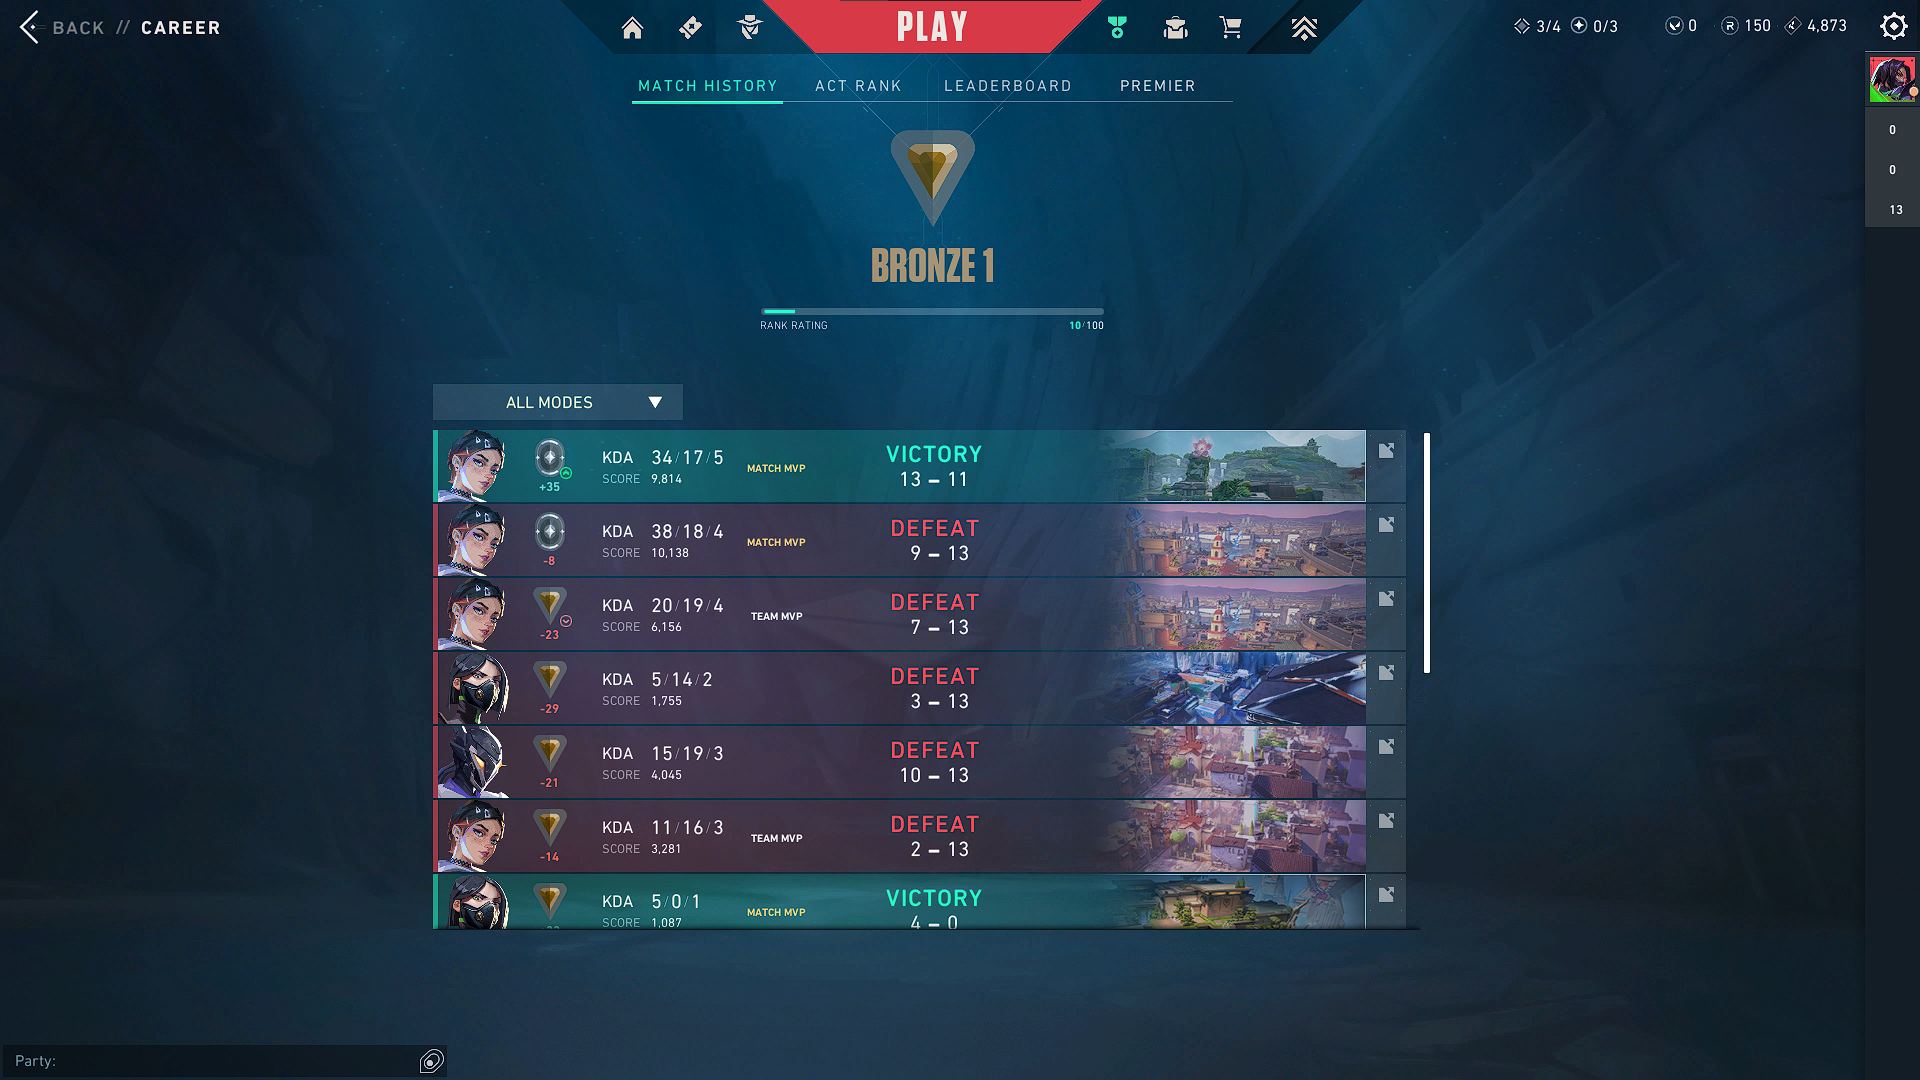 BACK // CAREER
PLAY
3/4 0/3 0 150 4,873
MATCH HISTORY ACT RANK LEADERBOARD PREMIER
0
0
13
BRONZE 1
RANK RATING 10/100
ALL MODES
KDA 34/17/5
SCORE 9,814
+35
MATCH MVP
VICTORY
13 – 11
KDA 38/18/4
SCORE 10,138
-8
MATCH MVP
DEFEAT
9 – 13
KDA 20/19/4
SCORE 6,156
-23
TEAM MVP
DEFEAT
7 – 13
KDA 5/14/2
SCORE 1,755
-29
DEFEAT
3 – 13
KDA 15/19/3
SCORE 4,045
-21
DEFEAT
10 – 13
KDA 11/16/3
SCORE 3,281
-14
TEAM MVP
DEFEAT
2 – 13
KDA 5/0/1
SCORE 1,087
MATCH MVP
VICTORY
4 – 0
Party: